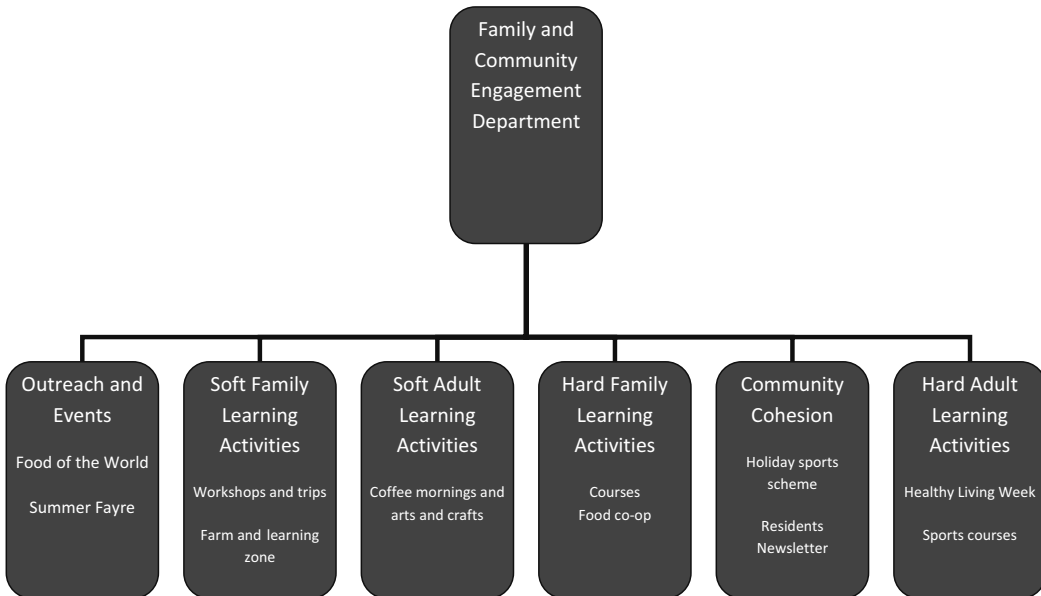 Family and
Community
Engagement
Department
Outreach and
Events
Food of the World
Summer Fayre
Soft Family
Learning
Activities
Workshops and trips
Farm and learning
zone
Soft Adult
Learning
Activities
Coffee mornings and
arts and crafts
Hard Family
Learning
Activities
Courses
Food co-op
Community
Cohesion
Holiday sports
scheme
Residents
Newsletter
Hard Adult
Learning
Activities
Healthy Living Week
Sports courses